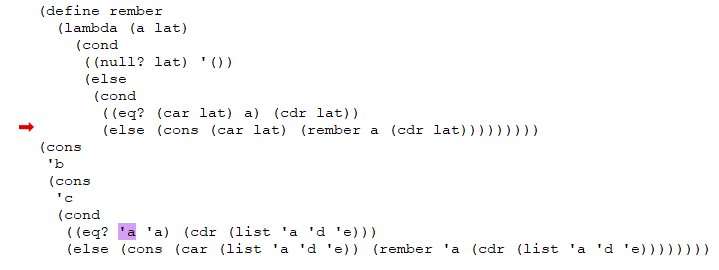 (define rember
(lambda (a lat)
(cond
((null? lat) '())
(else
(cond
((eq? (car lat) a) (cdr lat))
(else (cons (car lat) (rember a (cdr lat)))))))))
(cons
'b
(cons
'c
(cond
((eq? 'a 'a) (cdr (list 'a 'd 'e)))
(else (cons (car (list 'a 'd 'e)) (rember 'a (cdr (list 'a 'd 'e))))))))